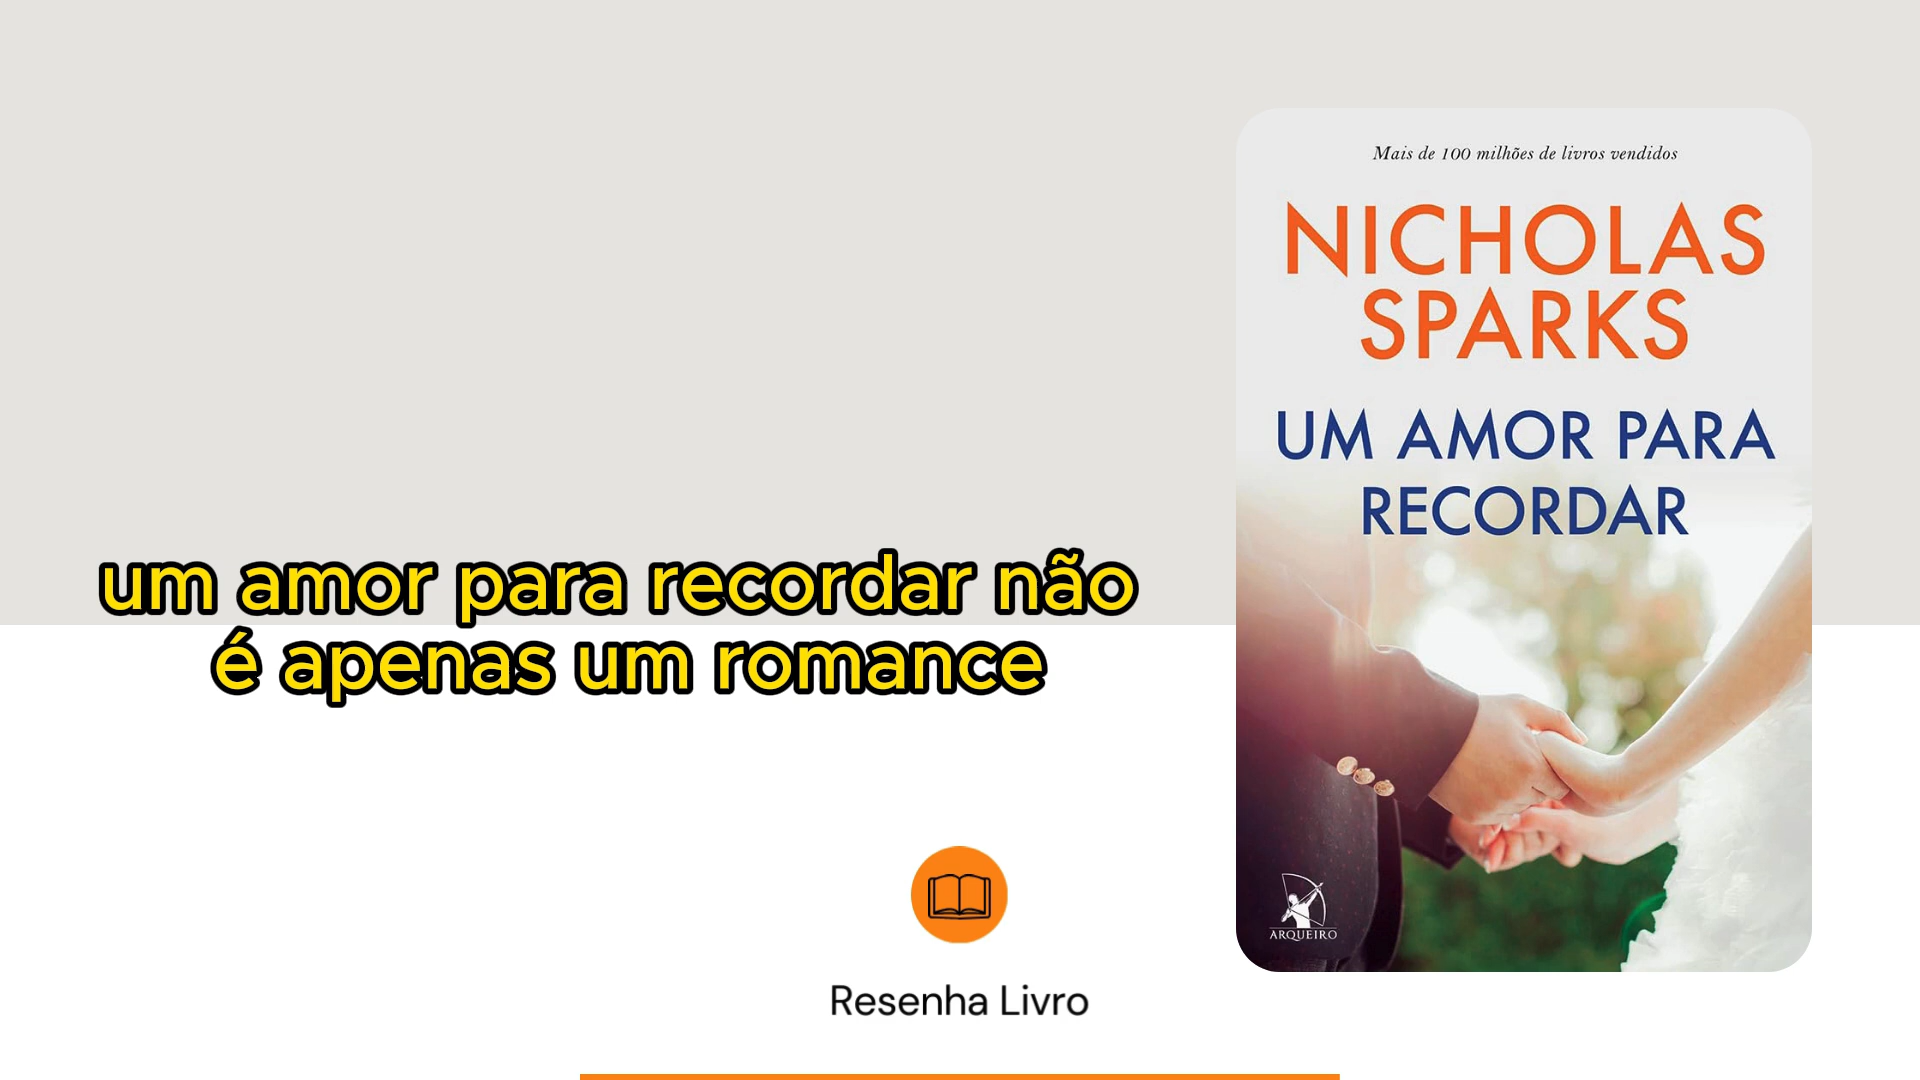 um amor para recordar não
é apenas um romance
Resenha Livro
Mais de 100 milhões de livros vendidos
NICHOLAS
SPARKS
UM AMOR PARA
RECORDAR
ARQUEIRO